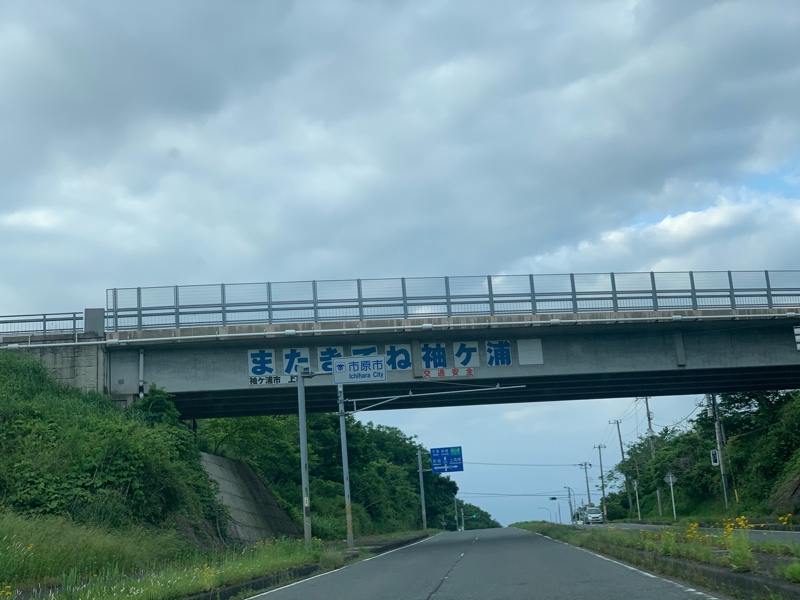 またきてね袖ケ浦
袖ケ浦市 上
交通安全
市原市
Ichihara City